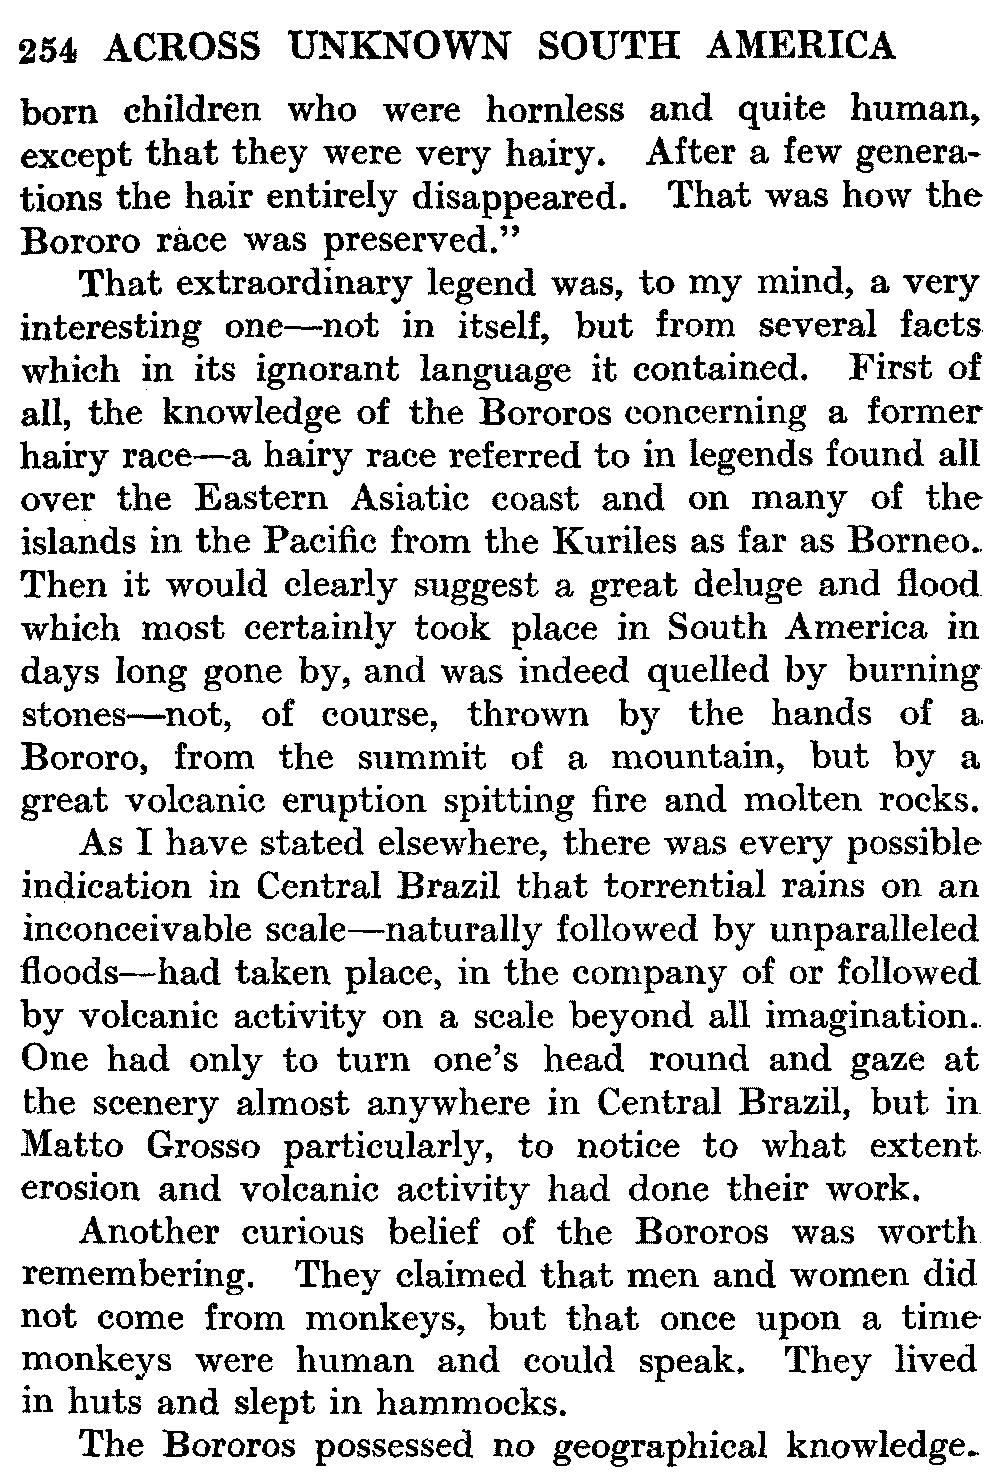 254 ACROSS UNKNOWN SOUTH AMERICA
born children who were hornless and quite human,
except that they were very hairy. After a few genera-
tions the hair entirely disappeared. That was how the
Bororo race was preserved.”
That extraordinary legend was, to my mind, a very
interesting one—not in itself, but from several facts
which in its ignorant language it contained. First of
all, the knowledge of the Bororos concerning a former
hairy race—a hairy race referred to in legends found all
over the Eastern Asiatic coast and on many of the
islands in the Pacific from the Kuriles as far as Borneo.
Then it would clearly suggest a great deluge and flood
which most certainly took place in South America in
days long gone by, and was indeed quelled by burning
stones—not, of course, thrown by the hands of a
Bororo, from the summit of a mountain, but by a
great volcanic eruption spitting fire and molten rocks.
As I have stated elsewhere, there was every possible
indication in Central Brazil that torrential rains on an
inconceivable scale—naturally followed by unparalleled
floods—had taken place, in the company of or followed
by volcanic activity on a scale beyond all imagination.
One had only to turn one’s head round and gaze at
the scenery almost anywhere in Central Brazil, but in
Matto Grosso particularly, to notice to what extent
erosion and volcanic activity had done their work.
Another curious belief of the Bororos was worth
remembering. They claimed that men and women did
not come from monkeys, but that once upon a time
monkeys were human and could speak. They lived
in huts and slept in hammocks.
The Bororos possessed no geographical knowledge.